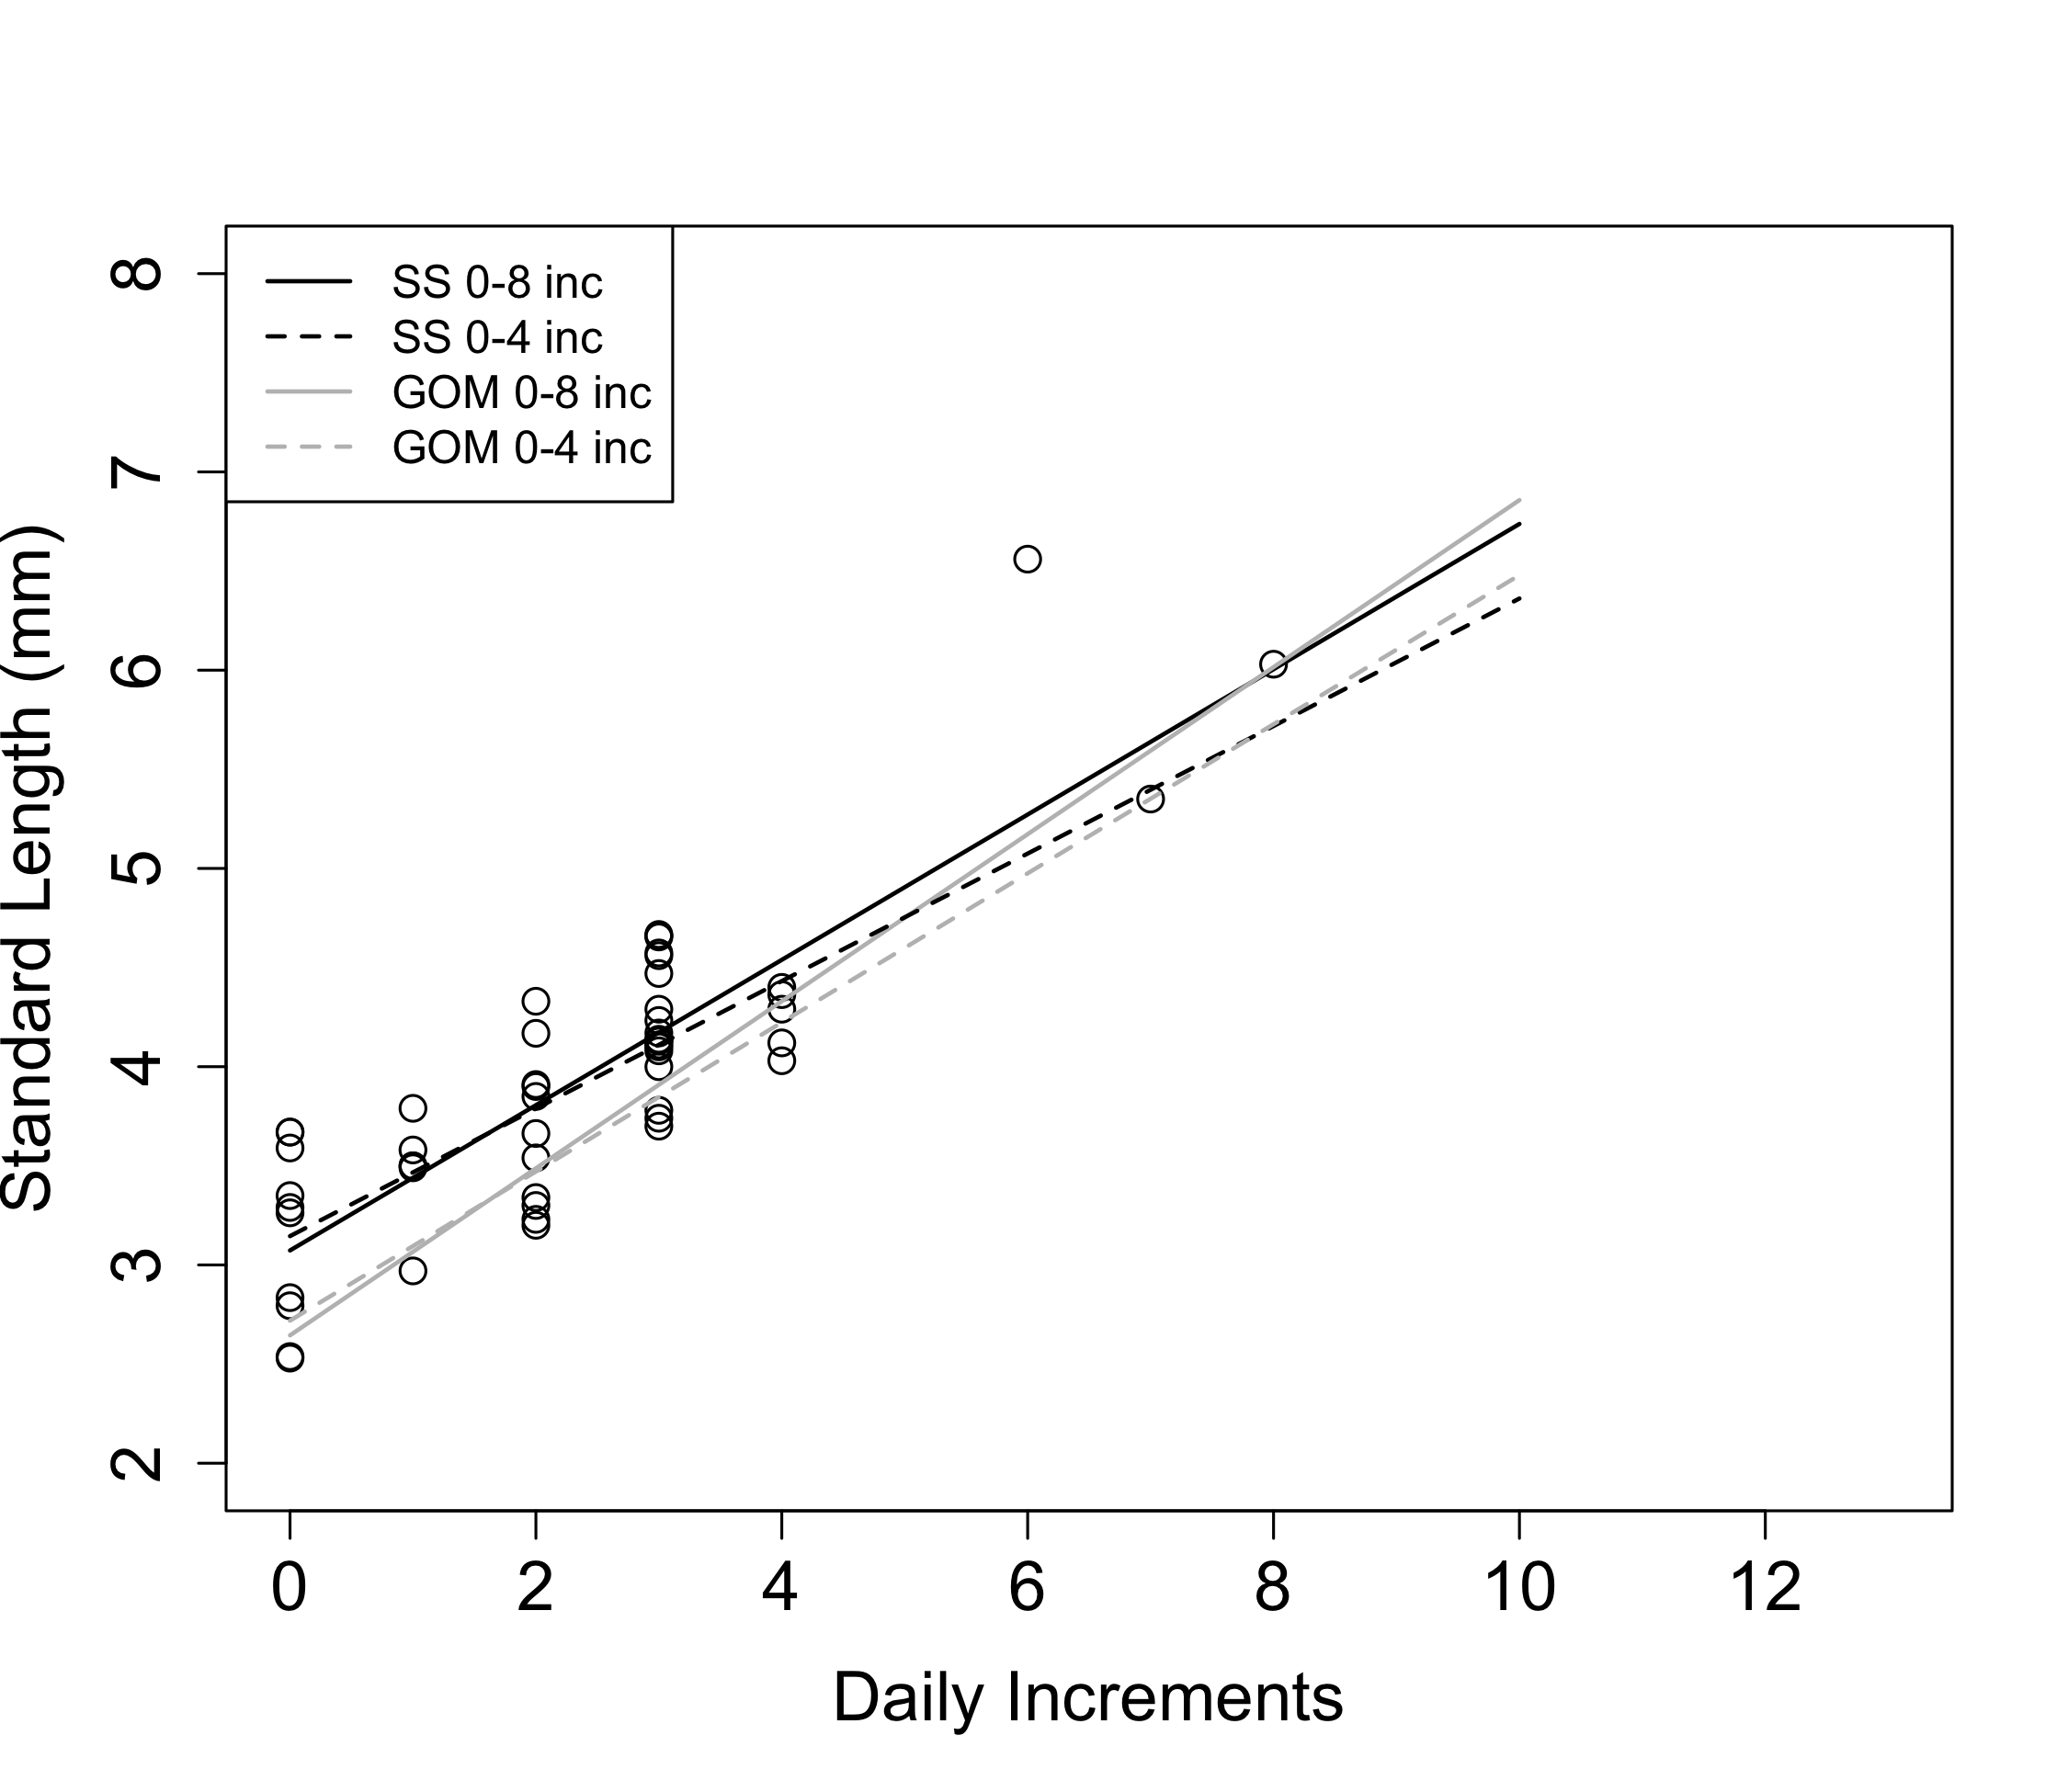 SS 0-8 inc
SS 0-4 inc
GOM 0-8 inc
GOM 0-4 inc
Standard Length (mm)
8
7
6
5
4
3
2
0 2 4 6 8 10 12
Daily Increments